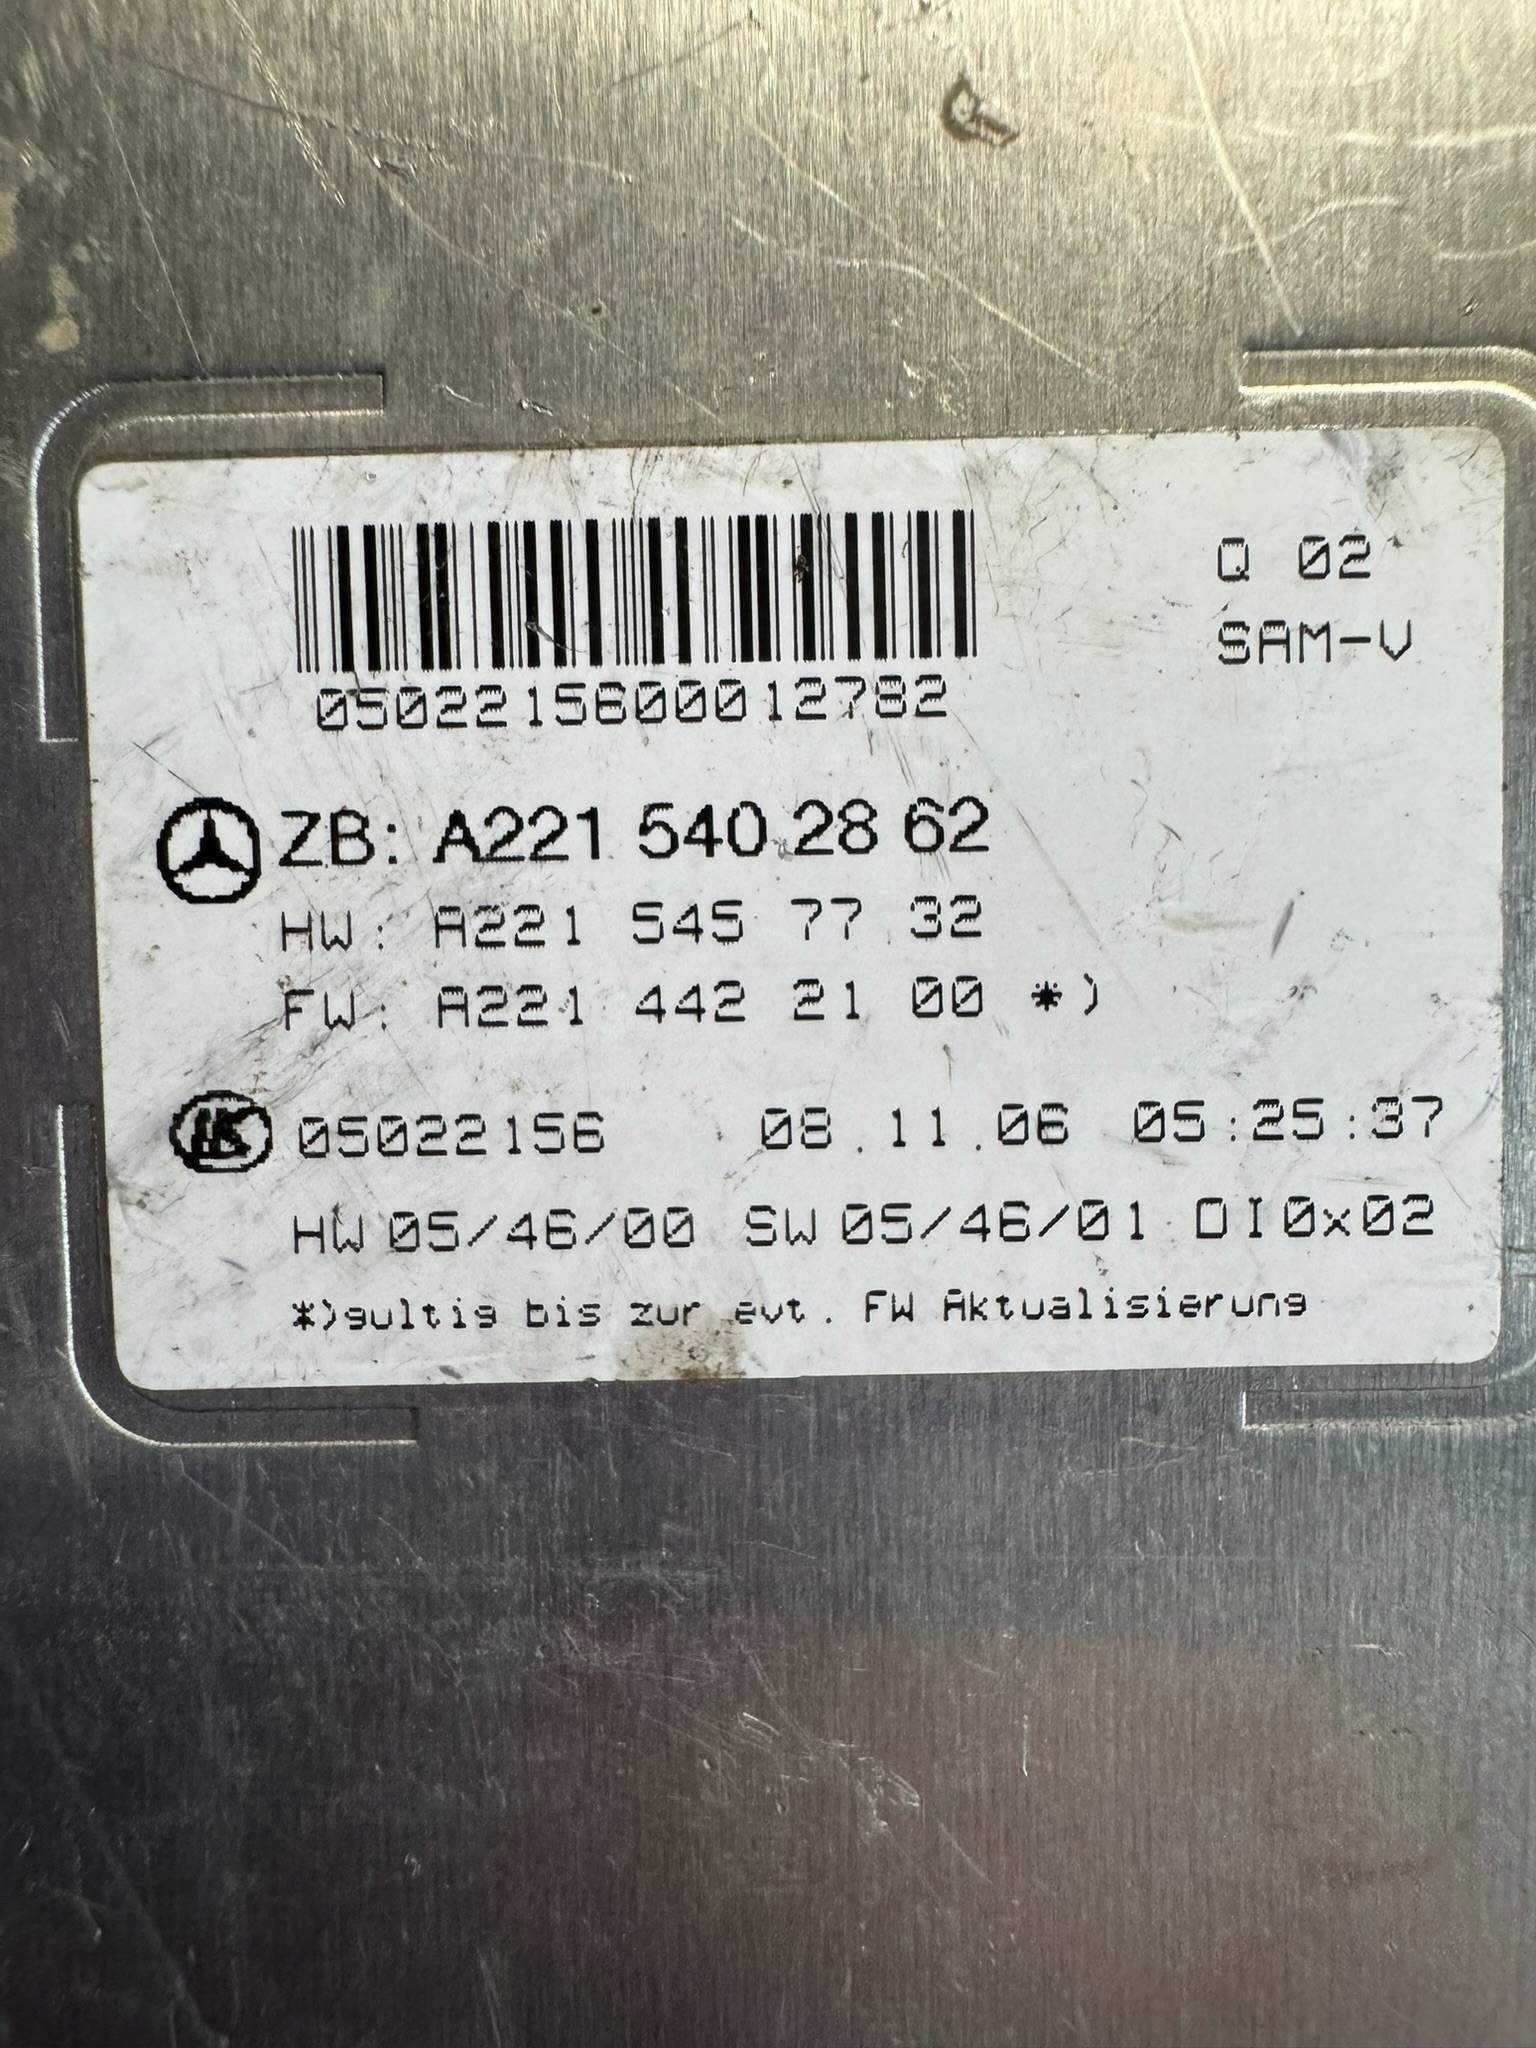 Q 02
SAM-V
0502215600012782
ZB: A221 540 28 62
HW: A221 545 77 32
FW: A221 442 21 00 *)
05022156 08.11.06 05:25:37
HW 05/46/00 SW 05/46/01 DI0x02
*)gultig bis zur evt. FW Aktualisierung